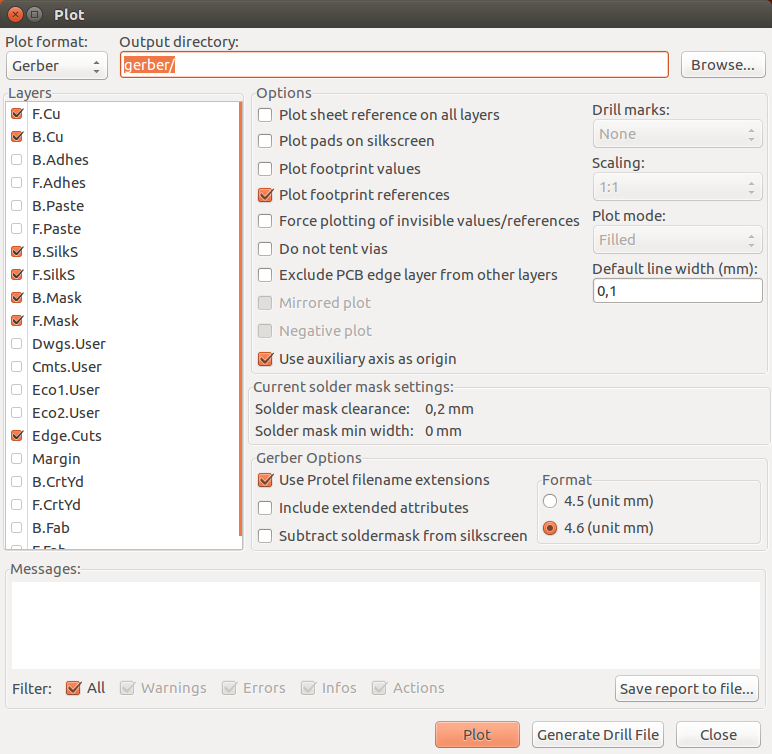 Plot
Plot format:
Output directory:
Gerber
gerber/
Browse...
Layers
F.Cu
B.Cu
B.Adhes
F.Adhes
B.Paste
F.Paste
B.SilkS
F.SilkS
B.Mask
F.Mask
Dwgs.User
Cmts.User
Eco1.User
Eco2.User
Edge.Cuts
Margin
B.CrtYd
F.CrtYd
B.Fab
F.Fab
Options
Plot sheet reference on all layers
Plot pads on silkscreen
Plot footprint values
Plot footprint references
Force plotting of invisible values/references
Do not tent vias
Exclude PCB edge layer from other layers
Mirrored plot
Negative plot
Use auxiliary axis as origin
Drill marks:
None
Scaling:
1:1
Plot mode:
Filled
Default line width (mm):
0,1
Current solder mask settings:
Solder mask clearance: 0,2 mm
Solder mask min width: 0 mm
Gerber Options
Use Protel filename extensions
Include extended attributes
Subtract soldermask from silkscreen
Format
4.5 (unit mm)
4.6 (unit mm)
Messages:
Filter: All Warnings Errors Infos Actions
Save report to file...
Plot
Generate Drill File
Close